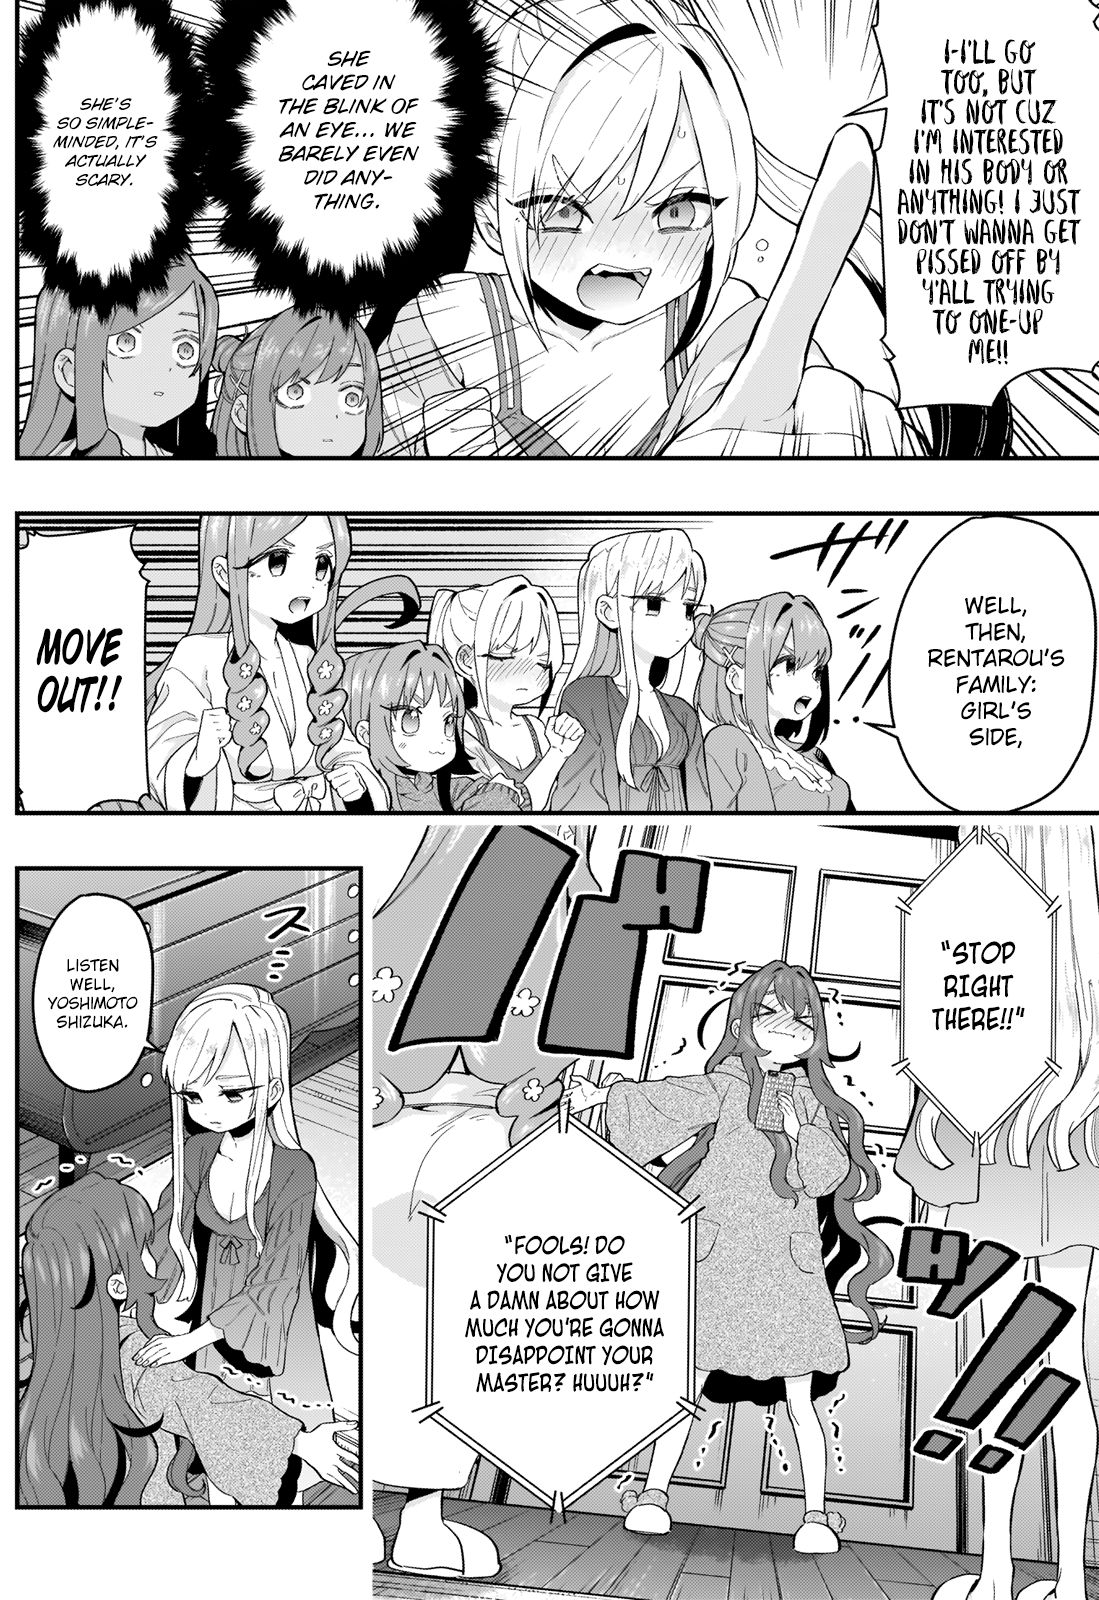 I-I'LL GO
TOO, BUT
IT'S NOT CUZ
I'M INTERESTED
IN HIS BODY OR
ANYTHING! I JUST
DON'T WANNA GET
PISSED OFF BY
Y'ALL TRYING
TO ONE-UP
ME!!
SHE
CAVED IN
THE BLINK OF
AN EYE... WE
BARELY EVEN
DID ANY-
THING.
SHE'S
SO SIMPLE-
MINDED, IT'S
ACTUALLY
SCARY.
WELL,
THEN,
RENTAROU'S
FAMILY:
GIRL'S
SIDE,
MOVE
OUT!!
"STOP
RIGHT
THERE!!"
バッ!!
"FOOLS! DO
YOU NOT GIVE
A DAMN ABOUT HOW
MUCH YOU'RE GONNA
DISAPPOINT YOUR
MASTER? HUUUH?"
ス…
LISTEN
WELL,
YOSHIMOTO
SHIZUKA.